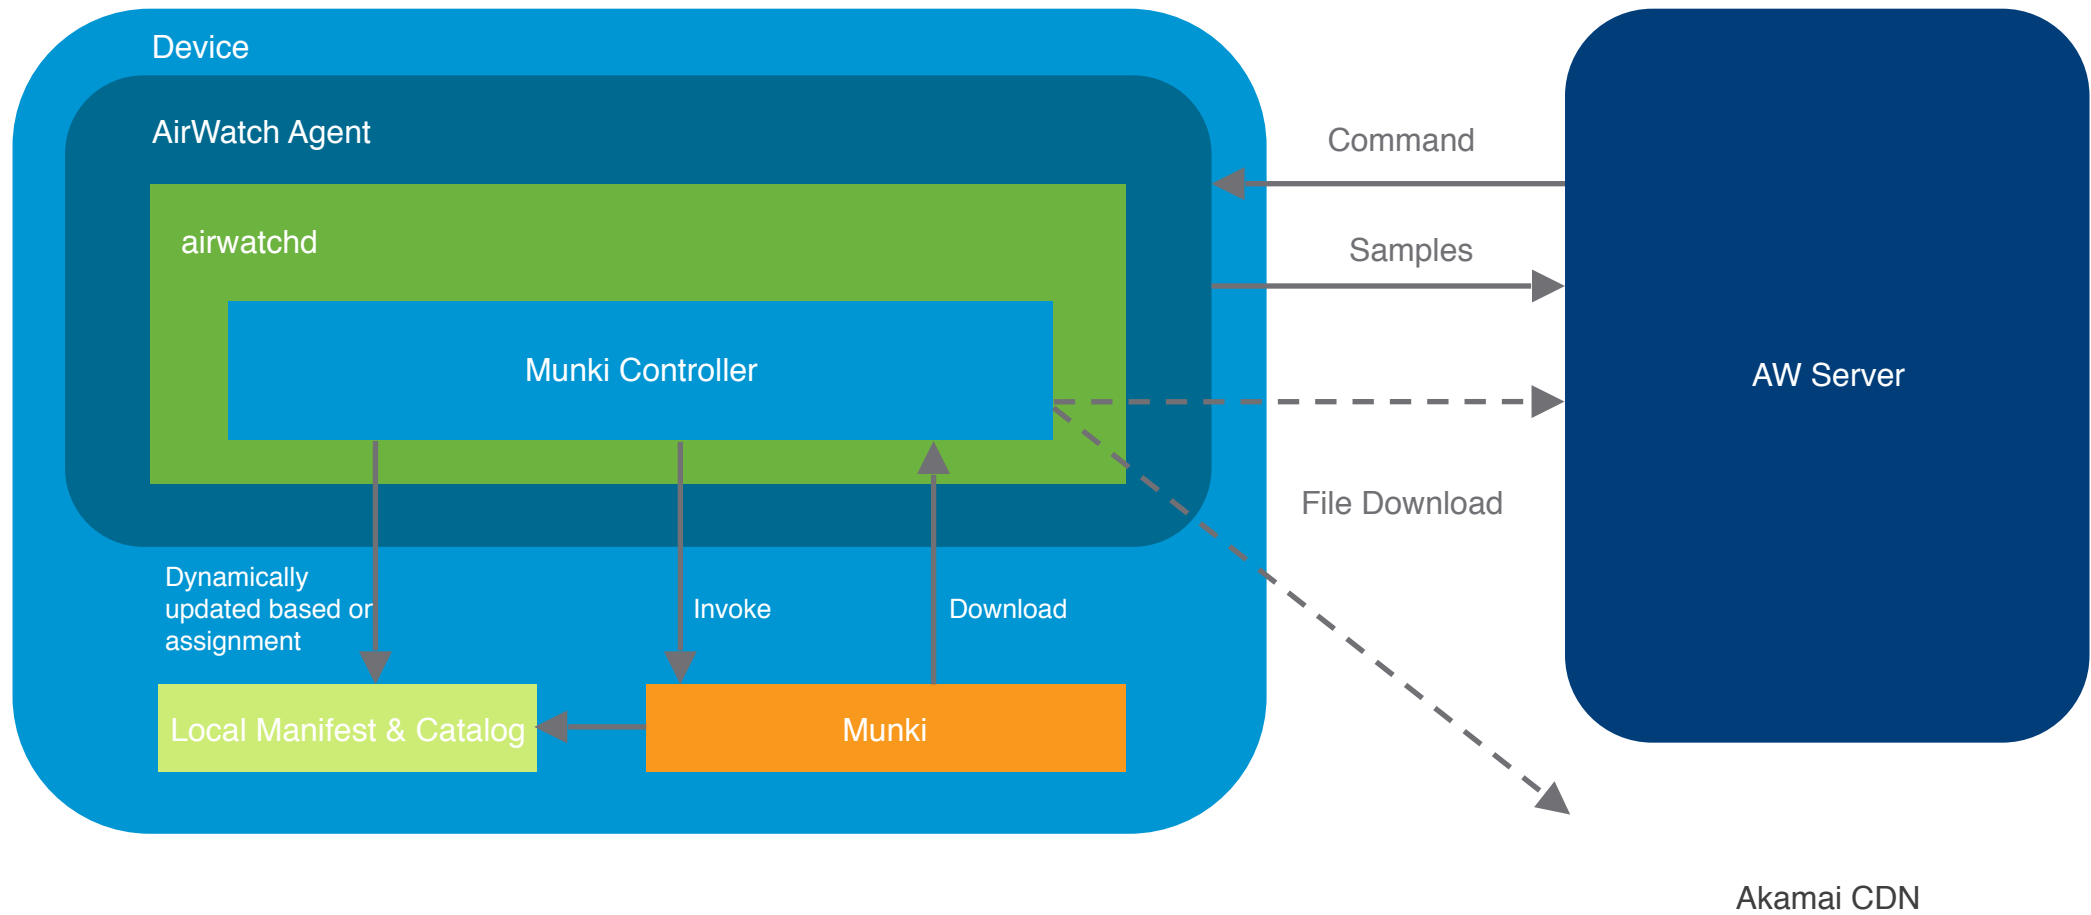 Device
AirWatch Agent
airwatchd
Munki Controller
Command
Samples
AW Server
File Download
Dynamically
updated based on
assignment
Invoke
Download
Local Manifest & Catalog
Munki
Akamai CDN